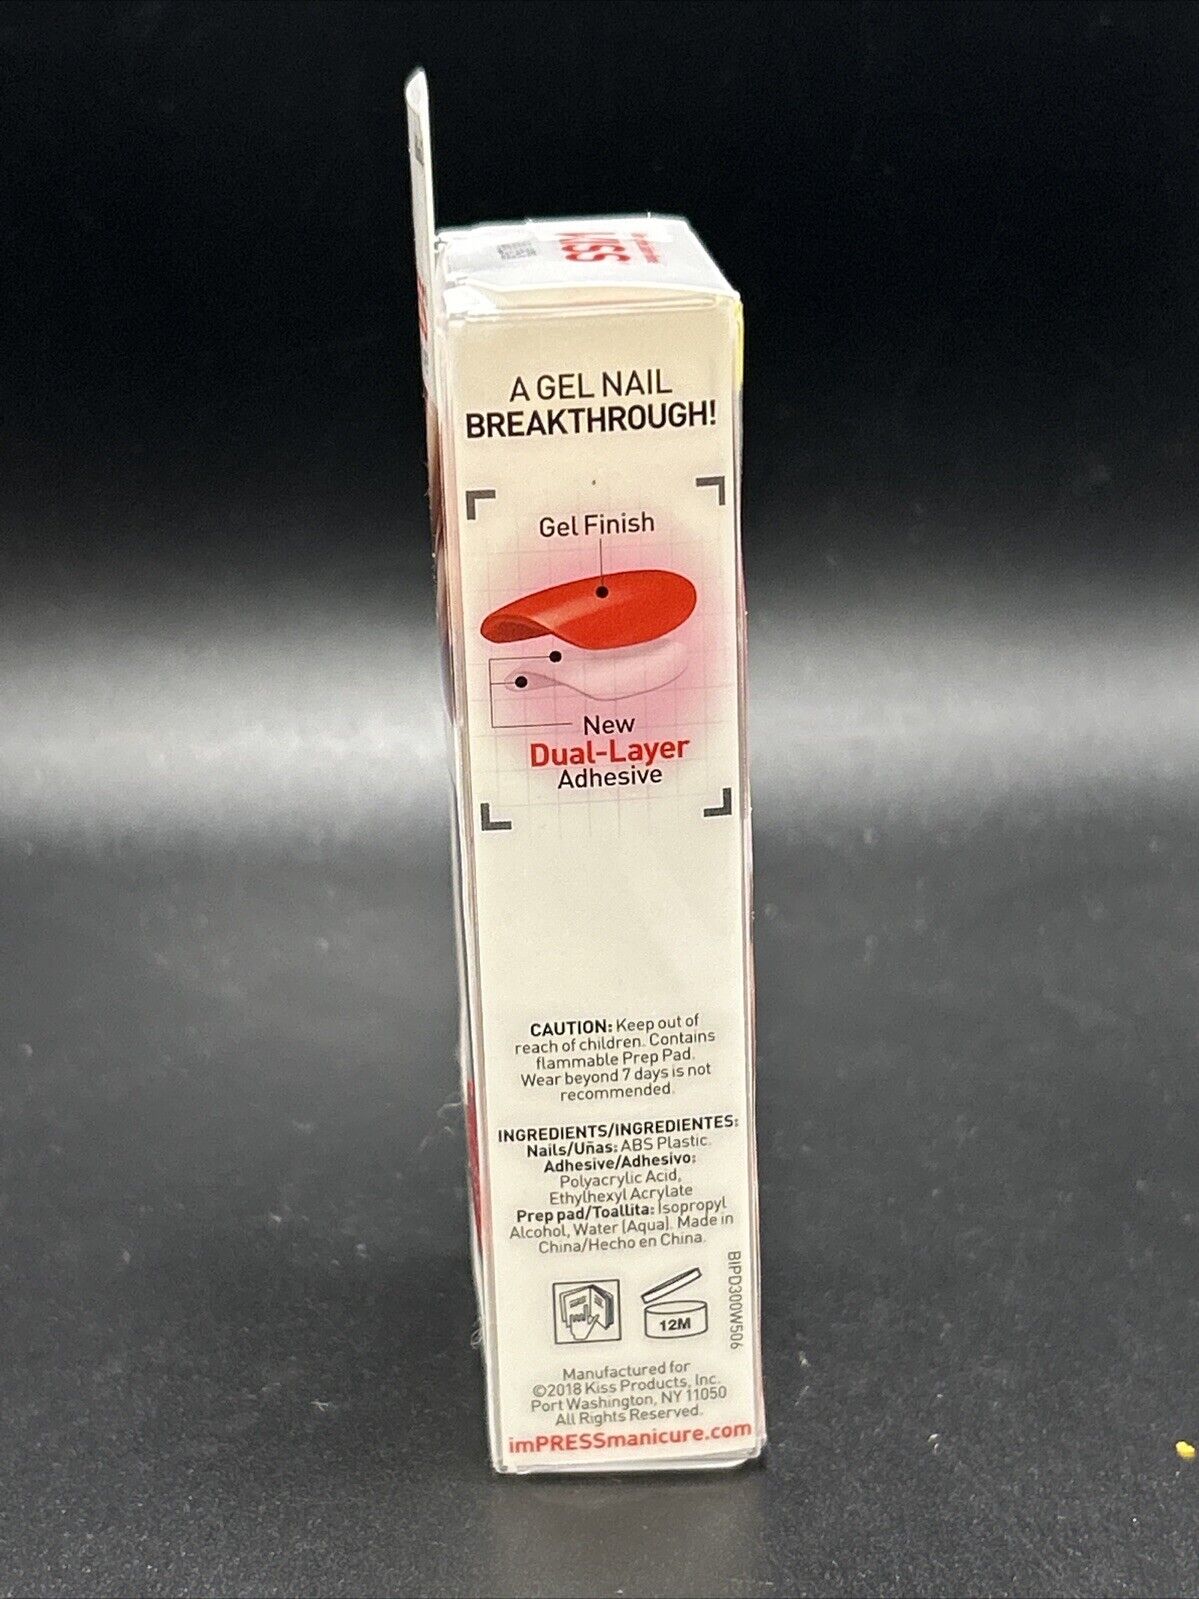 KISS
A GEL NAIL
BREAKTHROUGH!
Gel Finish
New
Dual-Layer
Adhesive
CAUTION: Keep out of
reach of children. Contains
flammable Prep Pad.
Wear beyond 7 days is not
recommended.
INGREDIENTS/INGREDIENTES:
Nails/Uñas: ABS Plastic.
Adhesive/Adhesivo:
Polyacrylic Acid,
Ethylhexyl Acrylate
Prep pad/Toallita: Isopropyl
Alcohol, Water (Aqua). Made in
China/Hecho en China.
12M
BIPD300W506
Manufactured for
©2018 Kiss Products, Inc.
Port Washington, NY 11050
All Rights Reserved.
imPRESSmanicure.com